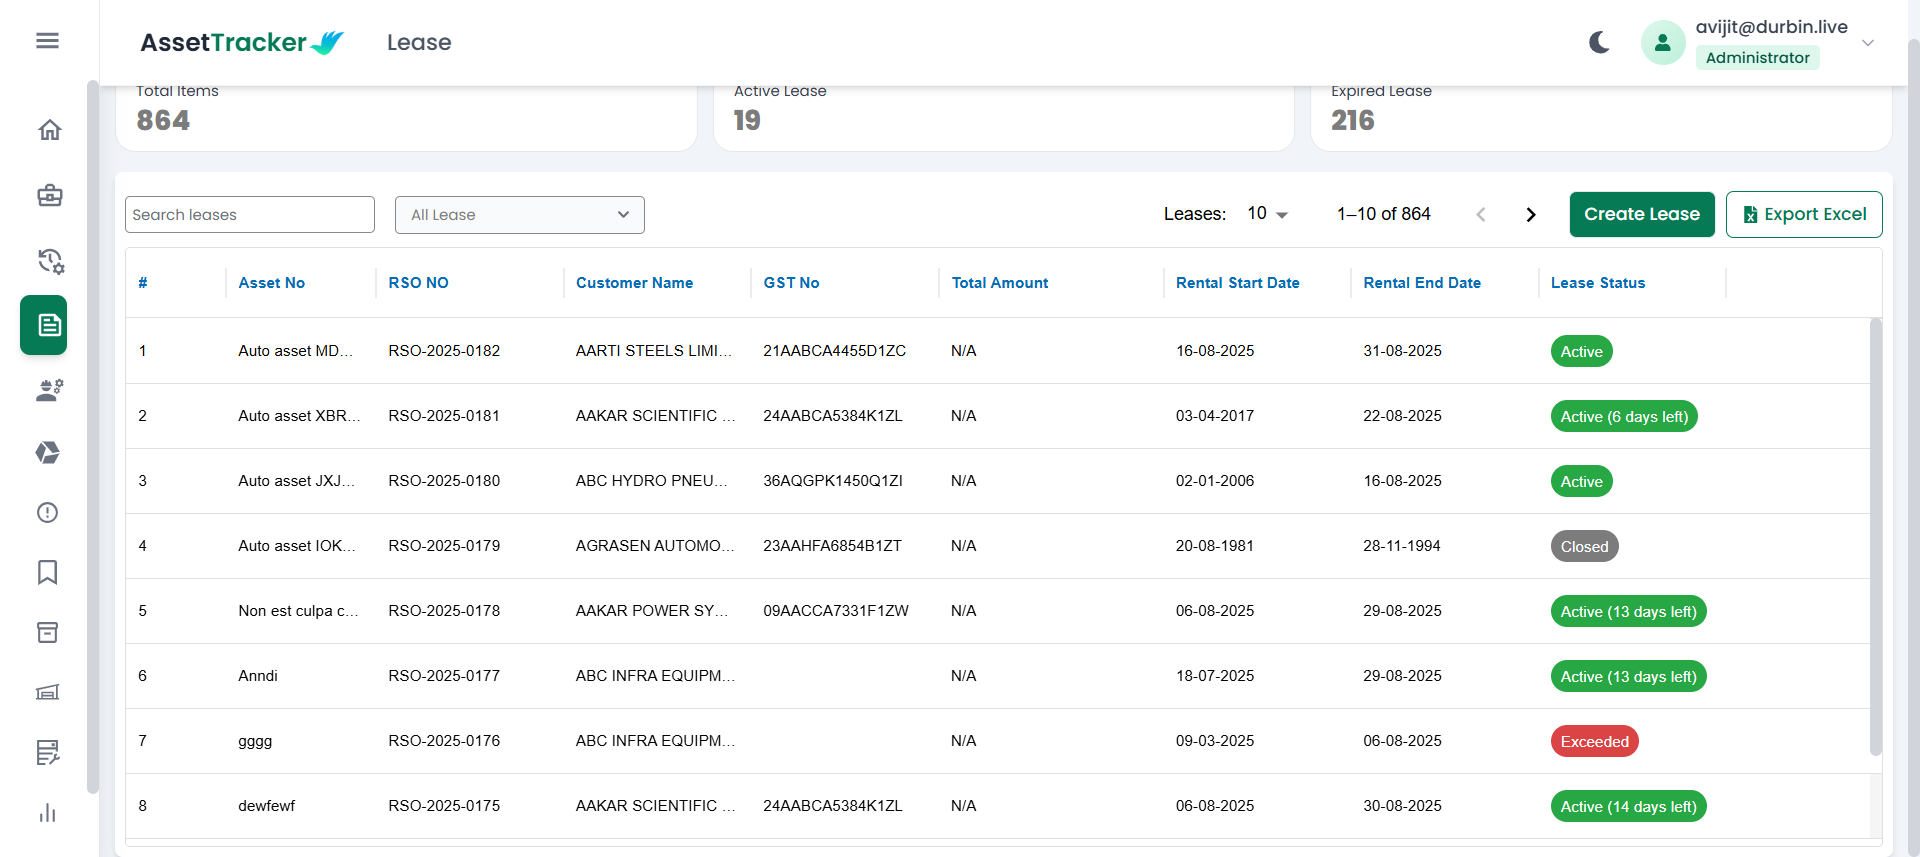 AssetTracker Lease avijit@durbin.live
Administrator
Total Items Active Lease Expired Lease
864 19 216
Search leases All Lease Leases: 10 1–10 of 864 Create Lease Export Excel
# Asset No RSO NO Customer Name GST No Total Amount Rental Start Date Rental End Date Lease Status
1 Auto asset MD... RSO-2025-0182 AARTI STEELS LIMI... 21AABCA4455D1ZC N/A 16-08-2025 31-08-2025 Active
2 Auto asset XBR... RSO-2025-0181 AAKAR SCIENTIFIC ... 24AABCA5384K1ZL N/A 03-04-2017 22-08-2025 Active (6 days left)
3 Auto asset JXJ... RSO-2025-0180 ABC HYDRO PNEU... 36AQGPK1450Q1ZI N/A 02-01-2006 16-08-2025 Active
4 Auto asset IOK... RSO-2025-0179 AGRASEN AUTOMO... 23AAHFA6854B1ZT N/A 20-08-1981 28-11-1994 Closed
5 Non est culpa c... RSO-2025-0178 AAKAR POWER SY... 09AACCA7331F1ZW N/A 06-08-2025 29-08-2025 Active (13 days left)
6 Anndi RSO-2025-0177 ABC INFRA EQUIPM... N/A 18-07-2025 29-08-2025 Active (13 days left)
7 gggg RSO-2025-0176 ABC INFRA EQUIPM... N/A 09-03-2025 06-08-2025 Exceeded
8 dewfewf RSO-2025-0175 AAKAR SCIENTIFIC ... 24AABCA5384K1ZL N/A 06-08-2025 30-08-2025 Active (14 days left)